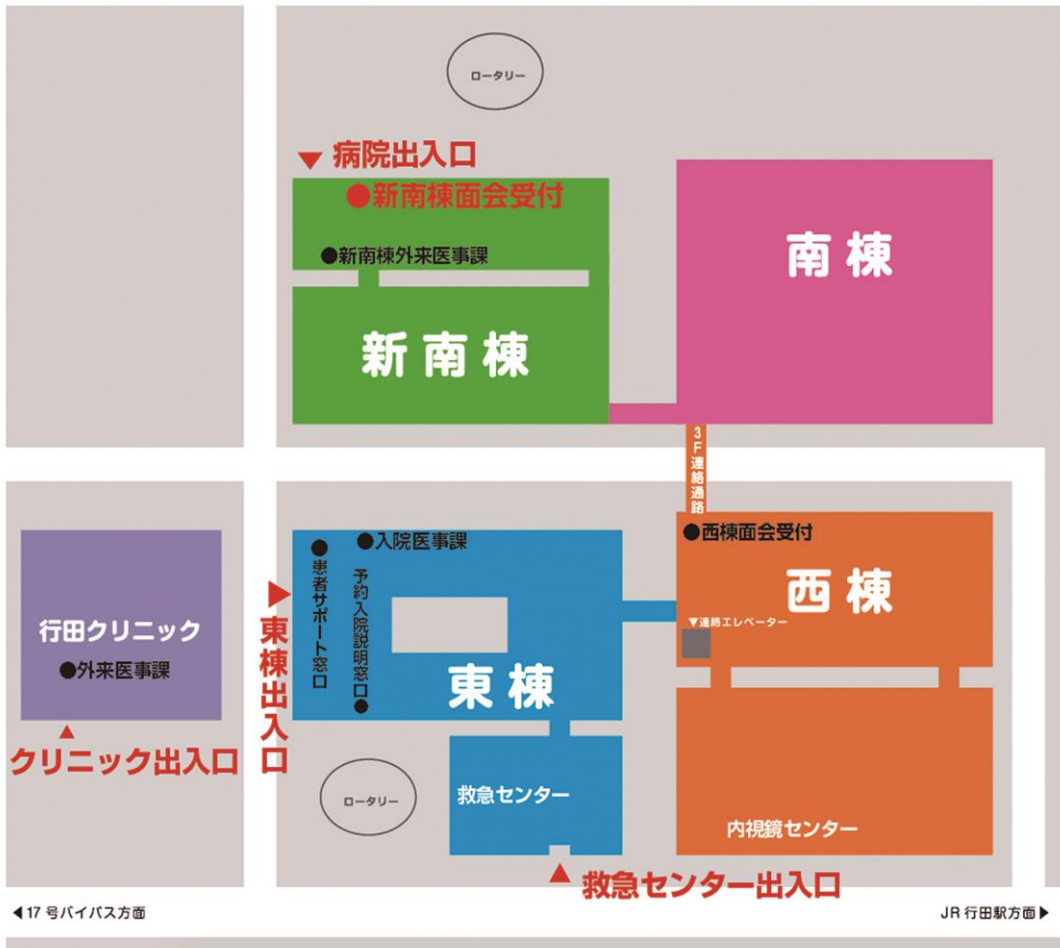 ロータリー
▼ 病院出入口
●新南棟面会受付
●新南棟外来医事課
新南棟
南棟
3F連絡通路
行田クリニック
●外来医事課
▲
クリニック出入口
▶東棟出入口
●患者サポート窓口
●入院医事課
予約入院説明窓口●
東棟
●西棟面会受付
西棟
▼連絡エレベーター
ロータリー
救急センター
内視鏡センター
▲ 救急センター出入口
◀17号バイパス方面
JR行田駅方面▶